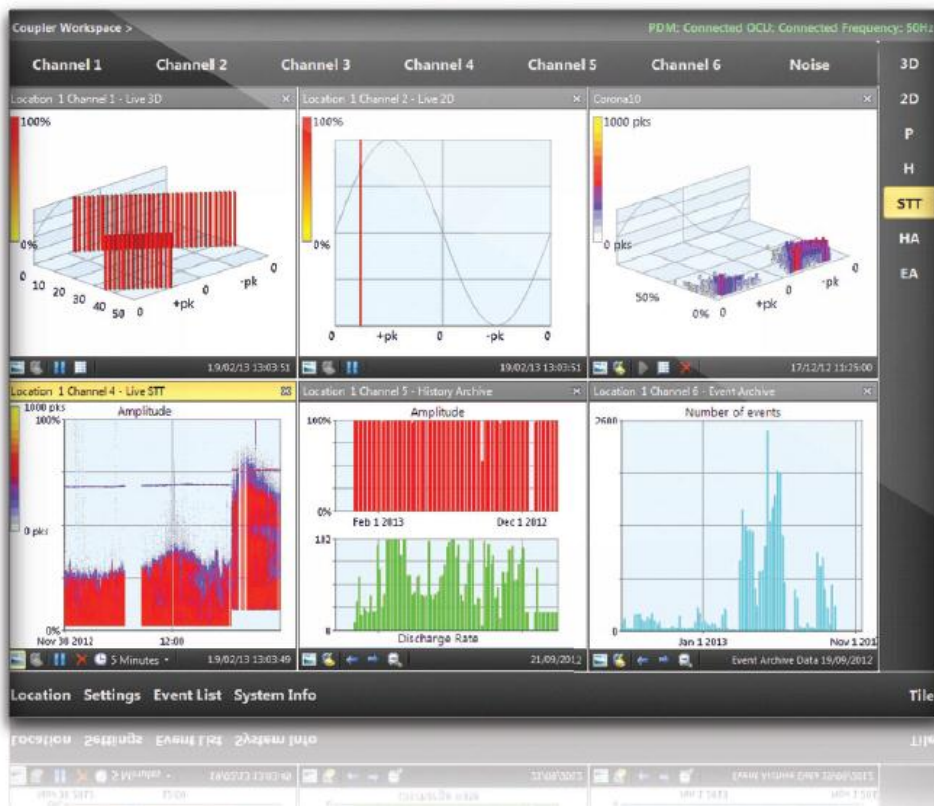 Coupler Workspace >
PDM: Connected OCU: Connected Frequency: 50Hz
Channel 1 Channel 2 Channel 3 Channel 4 Channel 5 Channel 6 Noise
3D
2D
P
H
STT
HA
EA
Location 1 Channel 1 - Live 3D
100%
0%
0 10 20 30 40 50
0 +pk 0 -pk 0
19/02/13 13:03:51
Location 1 Channel 2 - Live 2D
100%
0%
0 +pk 0 -pk 0
19/02/13 13:03:51
Corona10
1000 pks
0 pks
50%
0% 0 +pk 0 -pk 0
17/12/12 11:25:00
Location 1 Channel 4 - Live STT
1000 pks
Amplitude
100%
0 pks
0%
Nov 30 2012 12:00
5 Minutes
19/02/13 13:03:49
Location 1 Channel 5 - History Archive
Amplitude
100%
0%
Feb 1 2013 Dec 1 2012
0
Discharge Rate
21/09/2012
Location 1 Channel 6 - Event Archive
Number of events
2600
0
Jan 1 2013 Nov 1 201
Event Archive Data 19/09/2012
Location Settings Event List System Info
Tile